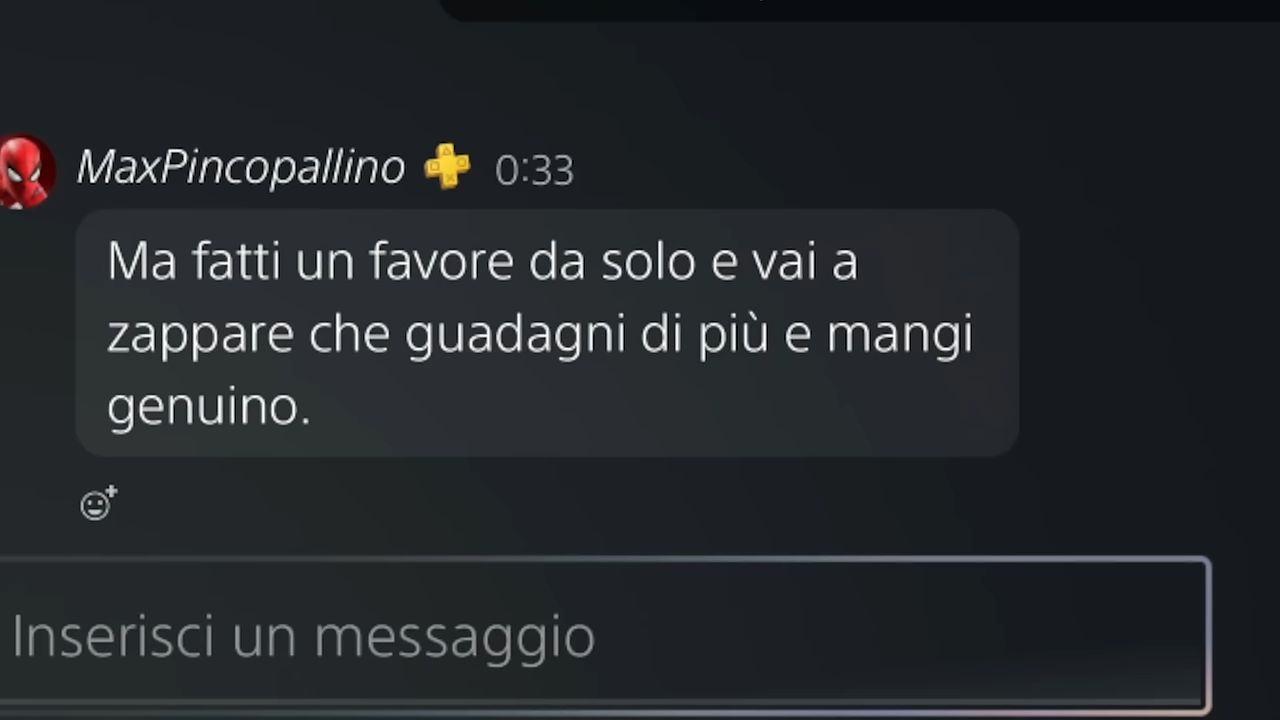 MaxPincopallino 0:33
Ma fatti un favore da solo e vai a
zappare che guadagni di più e mangi
genuino.
Inserisci un messaggio